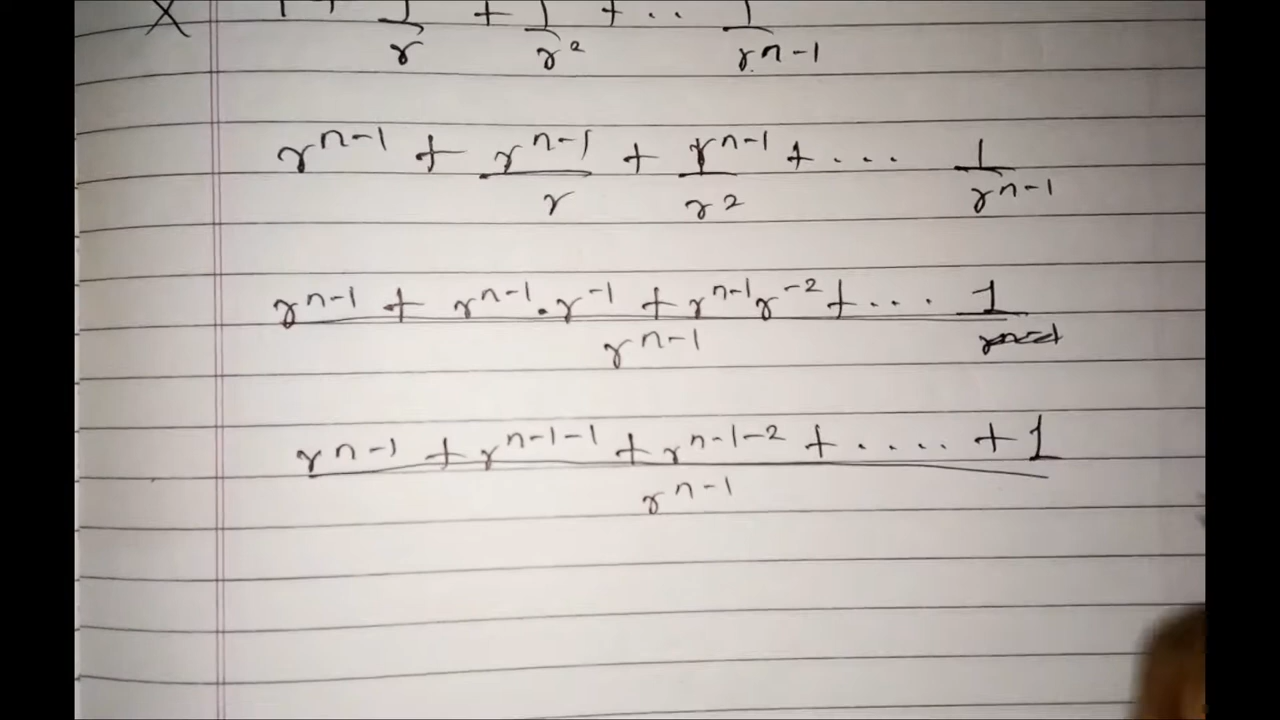 X 1 + 1/r + 1/r² + .. 1/r^{n-1}
r^{n-1} + r^{n-1}/r + r^{n-1}/r² + ... 1/r^{n-1}
r^{n-1} + r^{n-1}.r^{-1} + r^{n-1}r^{-2} + .... 1
r^{n-1}
r^{n-1} + r^{n-1-1} + r^{n-1-2} + ..... + 1
r^{n-1}